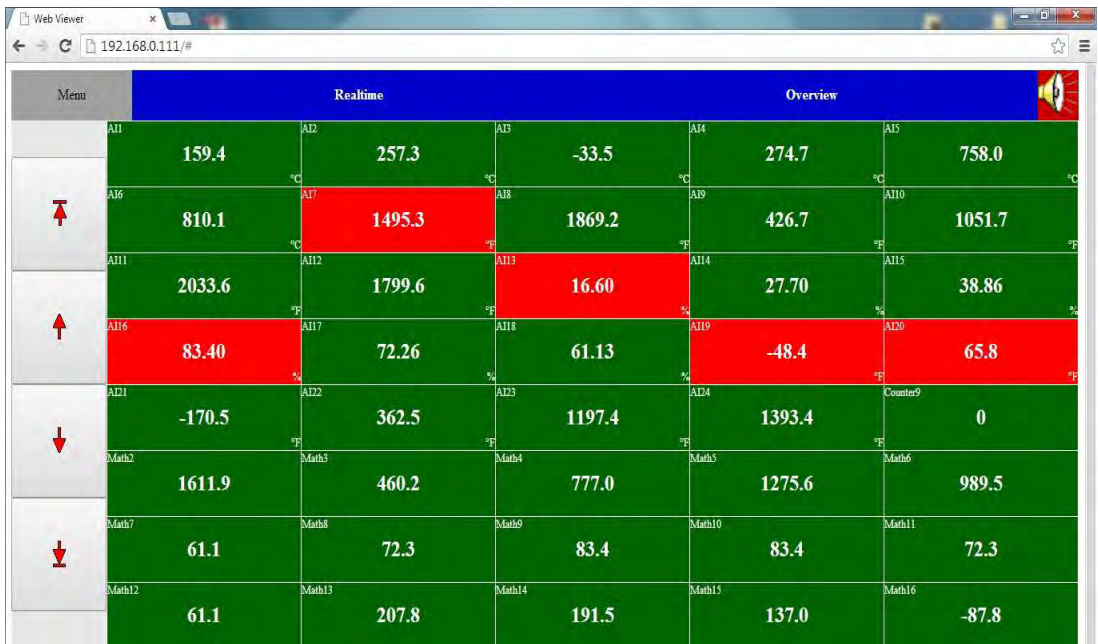 Web Viewer
192.168.0.111/#
Menu Realtime Overview
AI1 AI2 AI3 AI4 AI5
159.4 257.3 -33.5 274.7 758.0
°C °C °C °C °C
AI6 AI7 AI8 AI9 AI10
810.1 1495.3 1869.2 426.7 1051.7
°C °F °F °F °F
AI11 AI12 AI13 AI14 AI15
2033.6 1799.6 16.60 27.70 38.86
°F °F % % %
AI16 AI17 AI18 AI19 AI20
83.40 72.26 61.13 -48.4 65.8
% % % °F °F
AI21 AI22 AI23 AI24 Counter9
-170.5 362.5 1197.4 1393.4 0
°F °F °F °F
Math2 Math3 Math4 Math5 Math6
1611.9 460.2 777.0 1275.6 989.5
Math7 Math8 Math9 Math10 Math11
61.1 72.3 83.4 83.4 72.3
Math12 Math13 Math14 Math15 Math16
61.1 207.8 191.5 137.0 -87.8